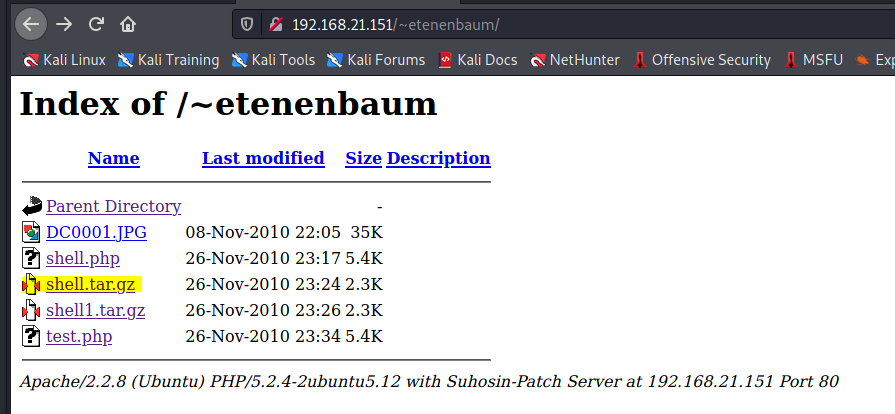 192.168.21.151/~etenenbaum/
Kali Linux Kali Training Kali Tools Kali Forums Kali Docs NetHunter Offensive Security MSFU Exp
Index of /~etenenbaum
Name Last modified Size Description
Parent Directory -
DC0001.JPG 08-Nov-2010 22:05 35K
shell.php 26-Nov-2010 23:17 5.4K
shell.tar.gz 26-Nov-2010 23:24 2.3K
shell1.tar.gz 26-Nov-2010 23:26 2.3K
test.php 26-Nov-2010 23:34 5.4K
Apache/2.2.8 (Ubuntu) PHP/5.2.4-2ubuntu5.12 with Suhosin-Patch Server at 192.168.21.151 Port 80